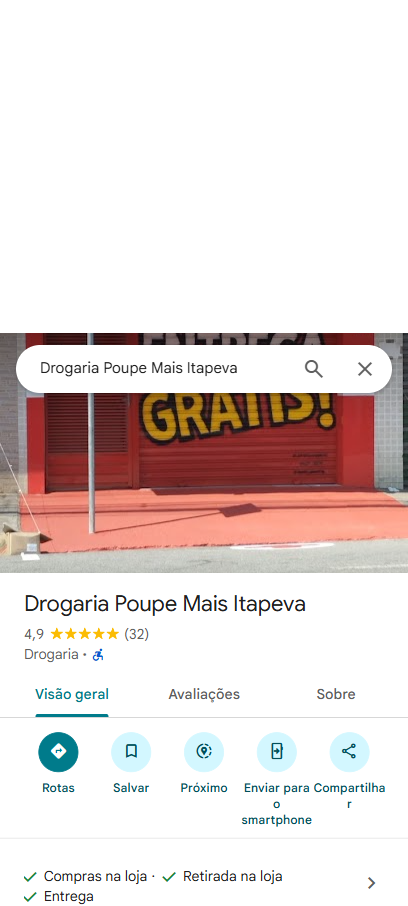 ENTREGA
Drogaria Poupe Mais Itapeva
GRATIS!
Drogaria Poupe Mais Itapeva
4,9 (32)
Drogaria ·
Visão geral Avaliações Sobre
Rotas Salvar Próximo Enviar para o smartphone Compartilhar
Compras na loja · Retirada na loja
Entrega